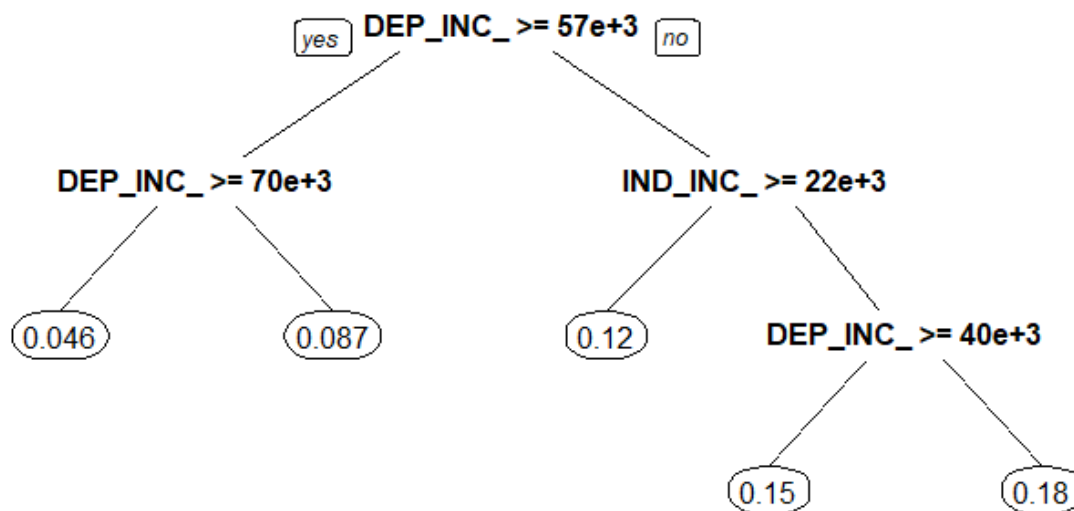 yes DEP_INC_ >= 57e+3 no
DEP_INC_ >= 70e+3 IND_INC_ >= 22e+3
0.046 0.087 0.12 DEP_INC_ >= 40e+3
0.15 0.18